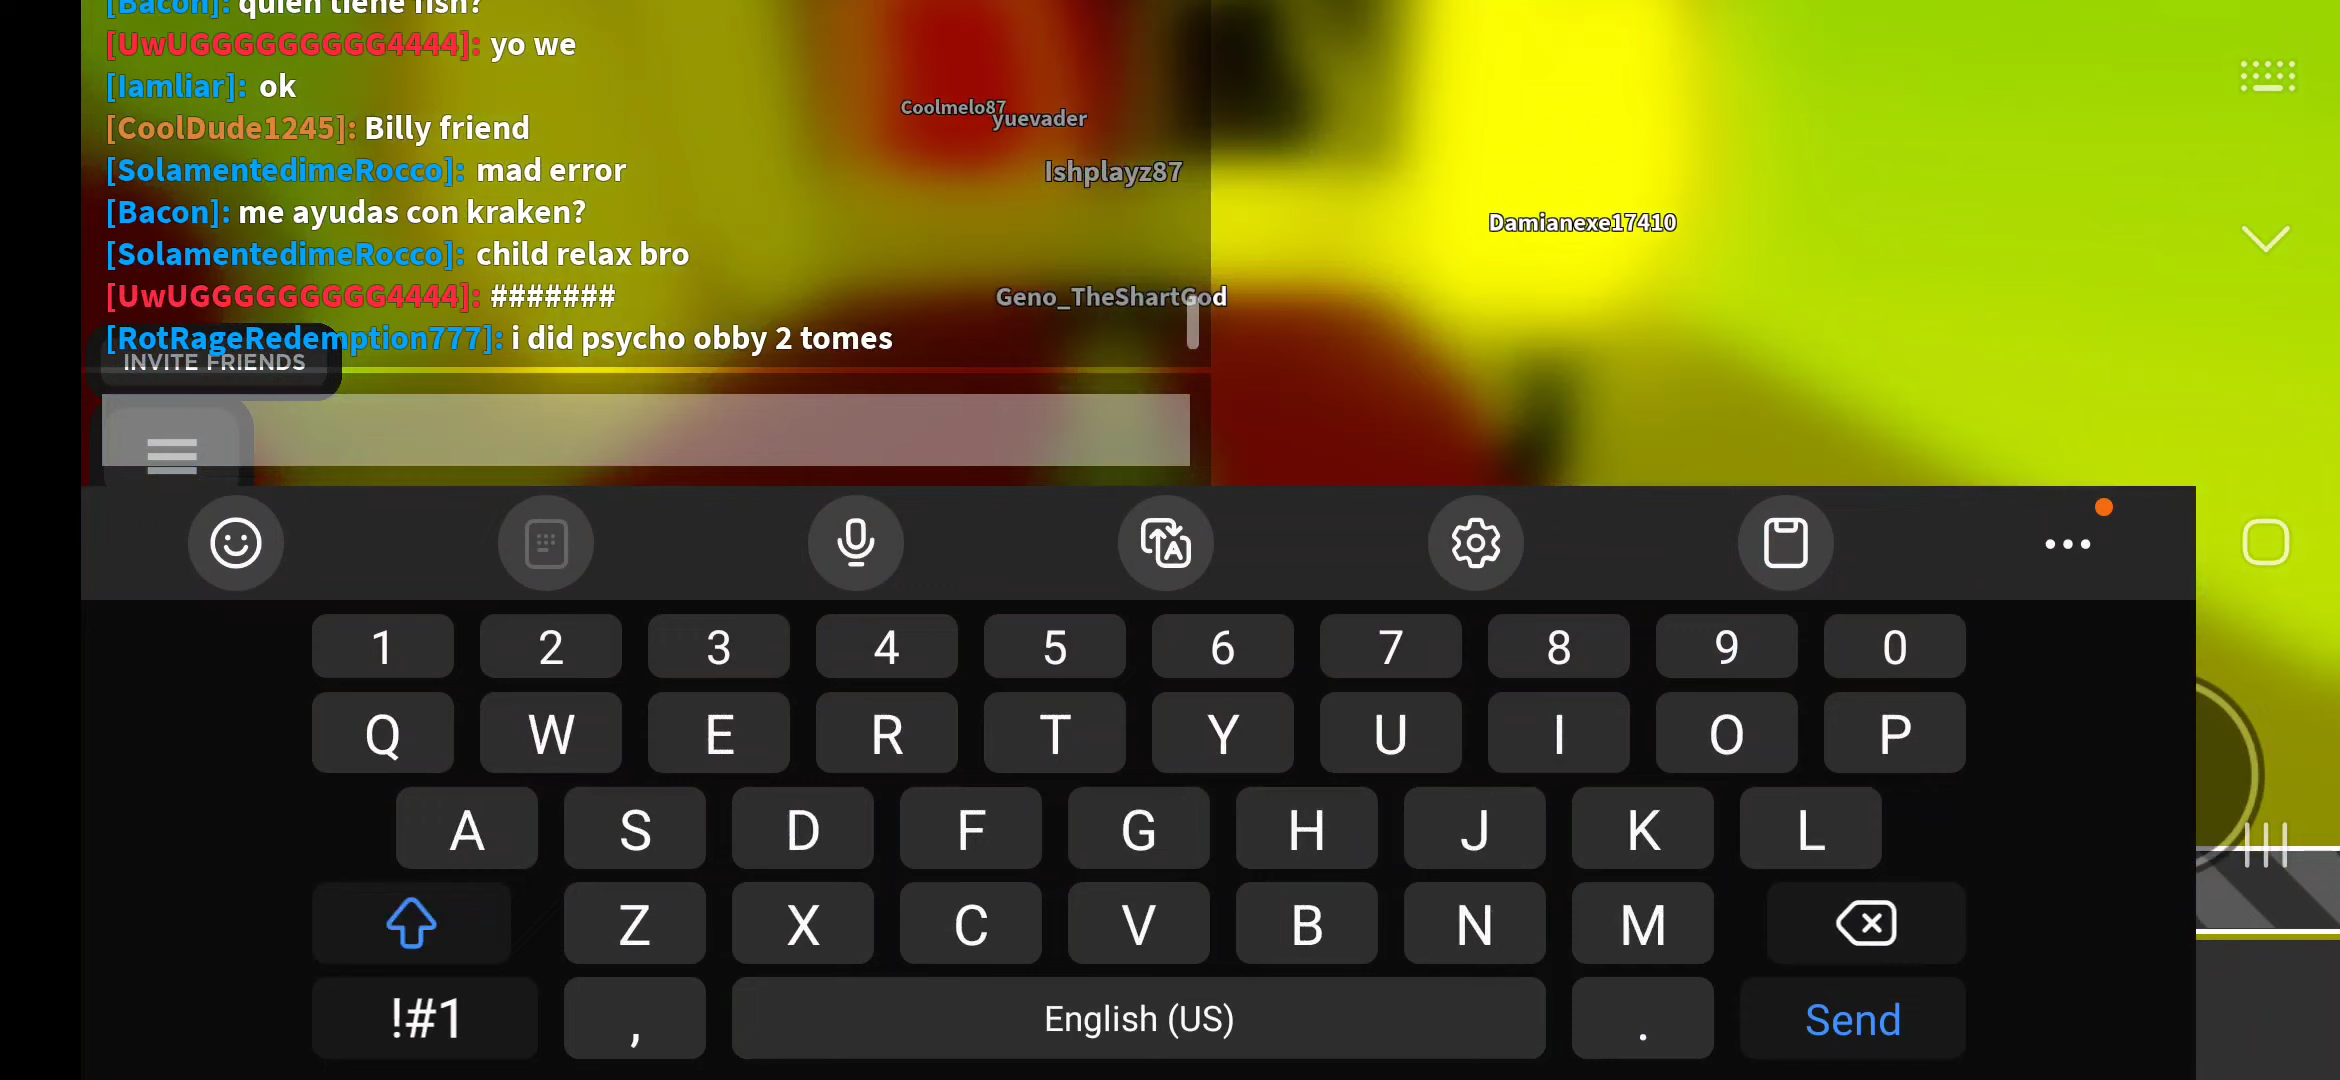 [Bacon]: quien tiene fish?
[UwUGGGGGGGGG4444]: yo we
[Iamliar]: ok
[CoolDude1245]: Billy friend
[SolamentedimeRocco]: mad error
[Bacon]: me ayudas con kraken?
[SolamentedimeRocco]: child relax bro
[UwUGGGGGGGGG4444]: #######
[RotRageRedemption777]: i did psycho obby 2 tomes
INVITE FRIENDS
Coolmelo87
yuevader
Ishplayz87
Damianexe17410
Geno_TheShartGod
1 2 3 4 5 6 7 8 9 0
Q W E R T Y U I O P
A S D F G H J K L
Z X C V B N M
!#1 , English (US) . Send